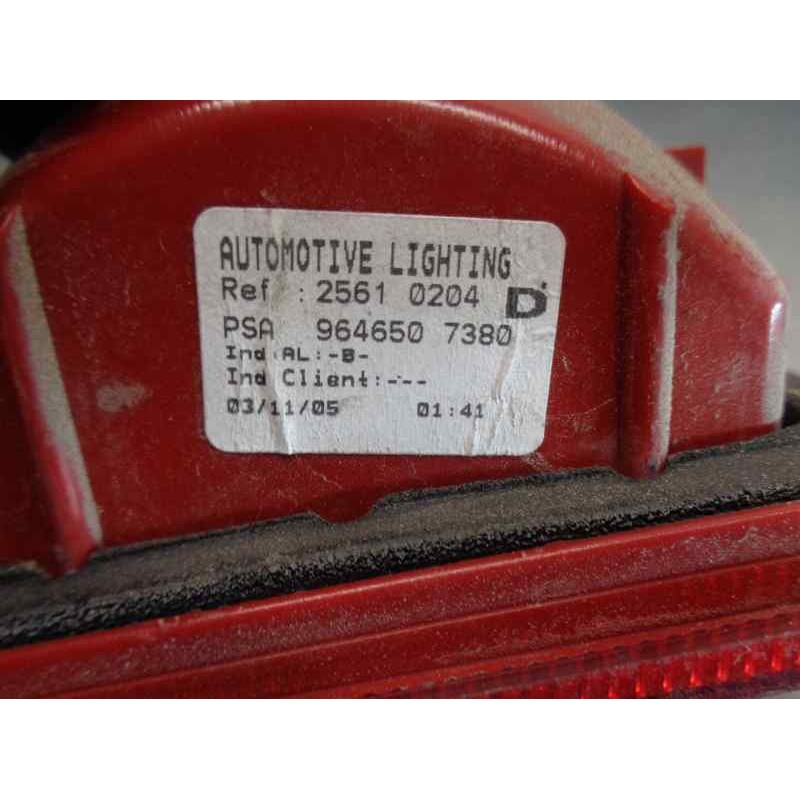 AUTOMOTIVE LIGHTING
Ref : 2561 0204 D
PSA 964650 7380
Ind AL:-B-
Ind Client:---
03/11/05 01:41